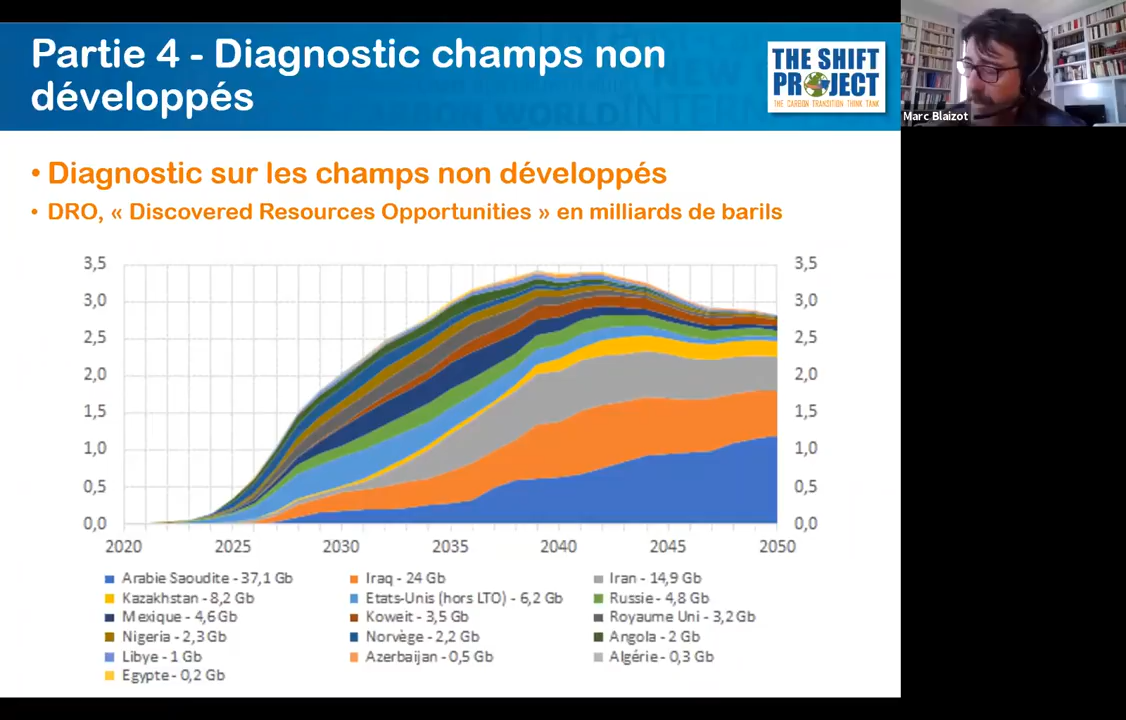 Partie 4 - Diagnostic champs non
développés
THE SHIFT
PROJECT
THE CARBON TRANSITION THINK TANK
Marc Blaizot
• Diagnostic sur les champs non développés
• DRO, « Discovered Resources Opportunities » en milliards de barils
3,5 3,5
3,0 3,0
2,5 2,5
2,0 2,0
1,5 1,5
1,0 1,0
0,5 0,5
0,0 0,0
2020 2025 2030 2035 2040 2045 2050
Arabie Saoudite - 37,1 Gb Iraq - 24 Gb Iran - 14,9 Gb
Kazakhstan - 8,2 Gb Etats-Unis (hors LTO) - 6,2 Gb Russie - 4,8 Gb
Mexique - 4,6 Gb Koweit - 3,5 Gb Royaume Uni - 3,2 Gb
Nigeria - 2,3 Gb Norvège - 2,2 Gb Angola - 2 Gb
Libye - 1 Gb Azerbaijan - 0,5 Gb Algérie - 0,3 Gb
Egypte - 0,2 Gb